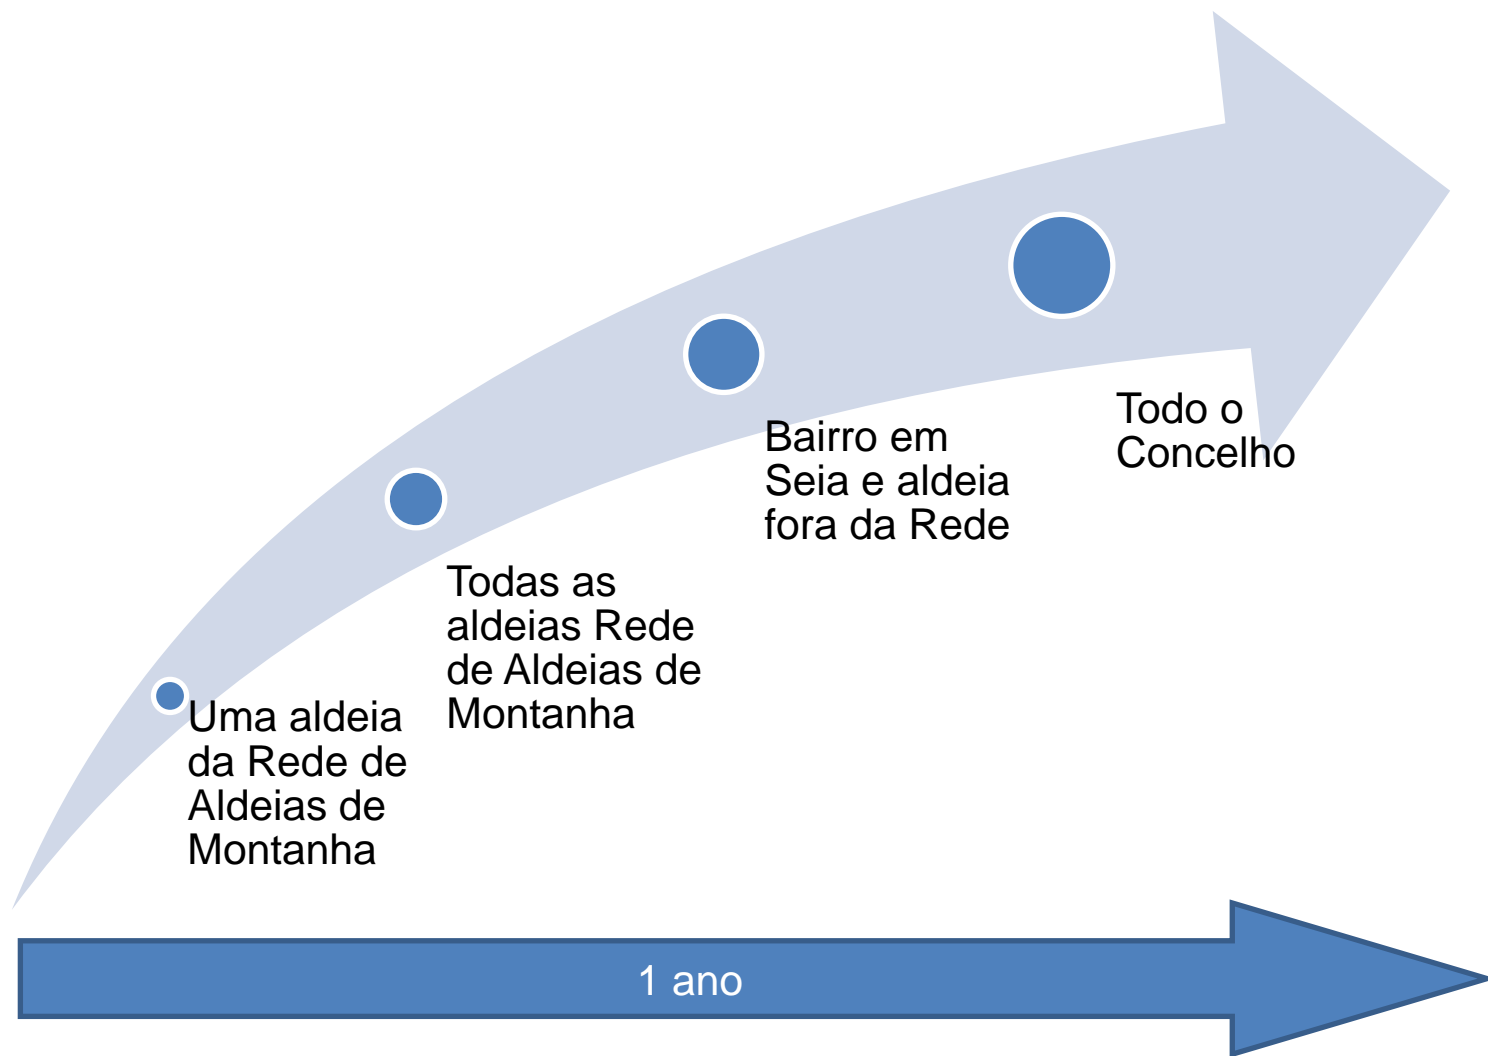 Uma aldeia
da Rede de
Aldeias de
Montanha
Todas as
aldeias Rede
de Aldeias de
Montanha
Bairro em
Seia e aldeia
fora da Rede
Todo o
Concelho
1 ano